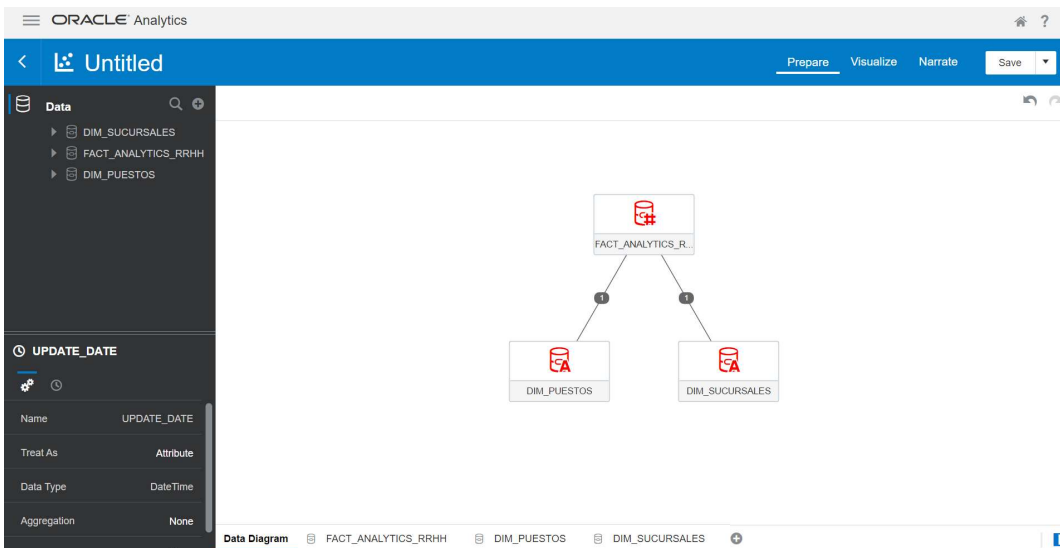 ORACLE Analytics
?
Untitled
Prepare Visualize Narrate Save
Data
DIM_SUCURSALES
FACT_ANALYTICS_RRHH
DIM_PUESTOS
FACT_ANALYTICS_R...
1 1
DIM_PUESTOS DIM_SUCURSALES
UPDATE_DATE
Name UPDATE_DATE
Treat As Attribute
Data Type DateTime
Aggregation None
Data Diagram FACT_ANALYTICS_RRHH DIM_PUESTOS DIM_SUCURSALES